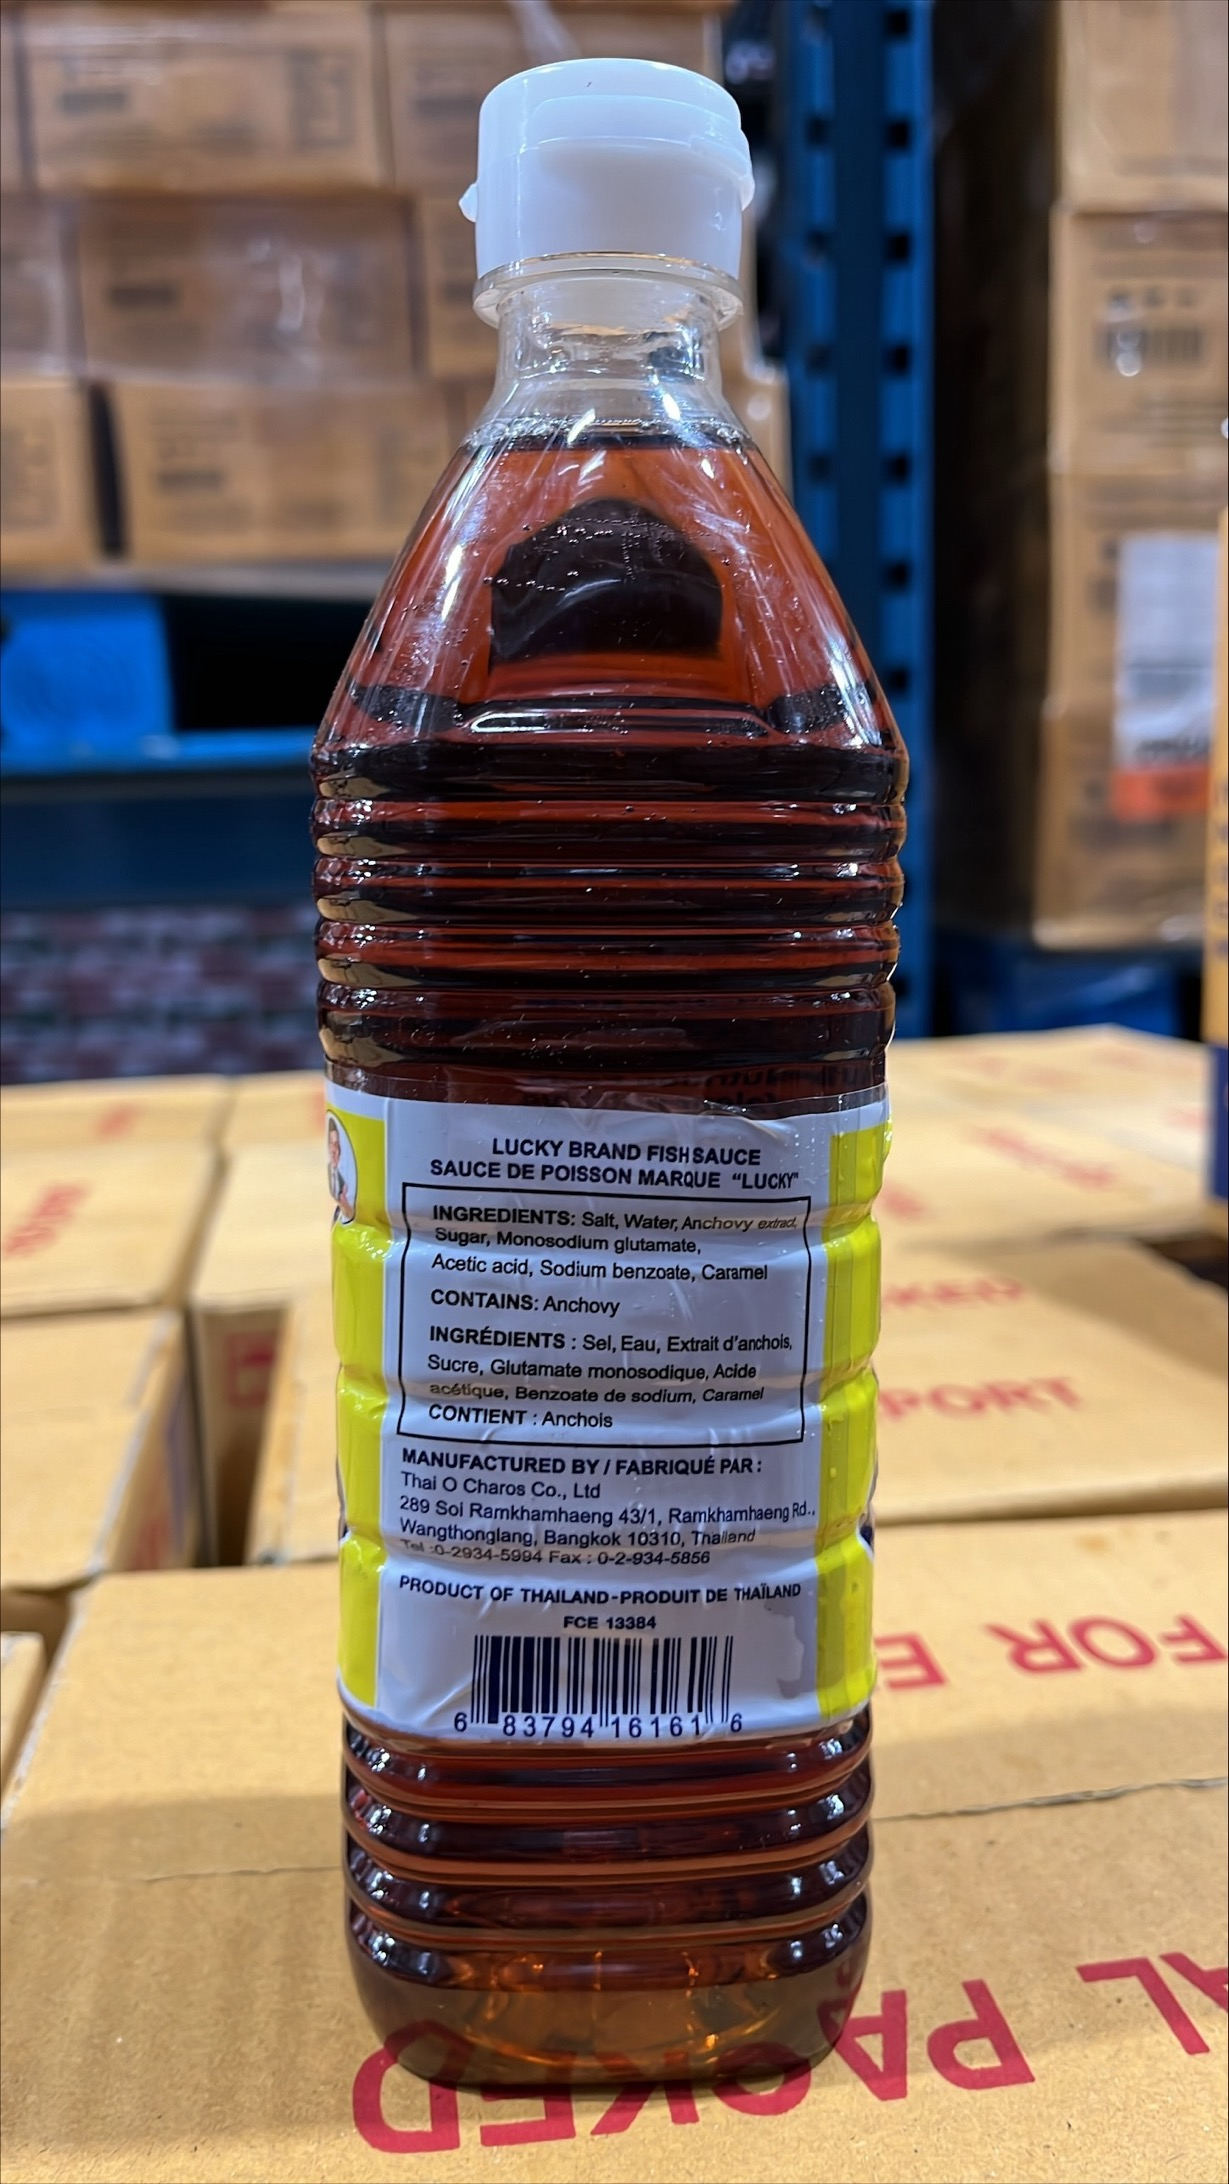 LUCKY BRAND FISH SAUCE
SAUCE DE POISSON MARQUE "LUCKY"
INGREDIENTS: Salt, Water, Anchovy extract,
Sugar, Monosodium glutamate,
Acetic acid, Sodium benzoate, Caramel
CONTAINS: Anchovy
INGRÉDIENTS : Sel, Eau, Extrait d'anchois,
Sucre, Glutamate monosodique, Acide
acétique, Benzoate de sodium, Caramel
CONTIENT : Anchois
MANUFACTURED BY / FABRIQUÉ PAR :
Thai O Charos Co., Ltd
289 Soi Ramkhamhaeng 43/1, Ramkhamhaeng Rd.,
Wangthonglang, Bangkok 10310, Thailand
Tel :0-2934-5994 Fax : 0-2-934-5856
PRODUCT OF THAILAND-PRODUIT DE THAÏLAND
FCE 13384
6 83794 16161 6
CKED
PORT
FOR E
AL PACKED